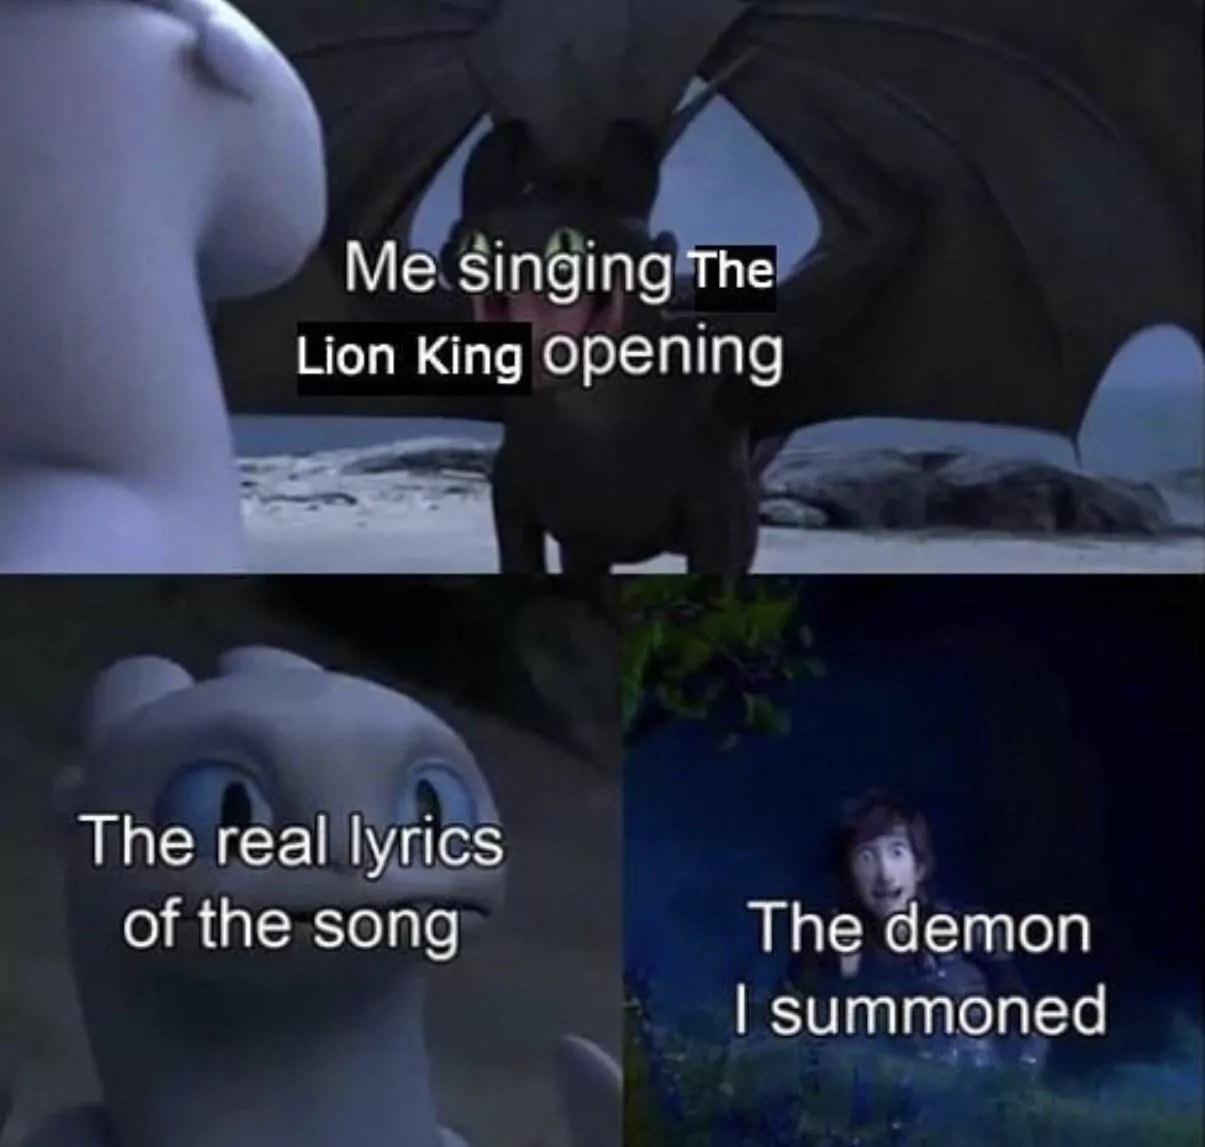 Me singing The
Lion King opening
The real lyrics
of the song
The demon
I summoned